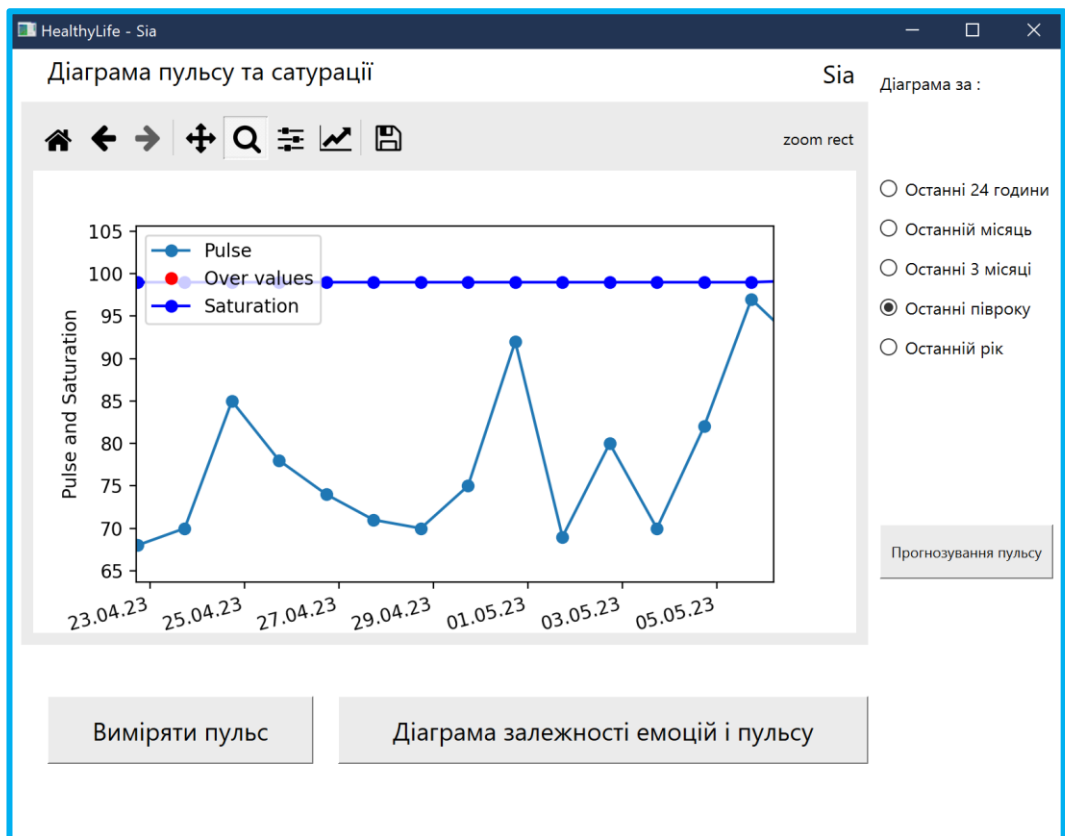 HealthyLife - Sia
Діаграма пульсу та сатурації
Sia
Діаграма за :
zoom rect
Останні 24 години
Останній місяць
Останні 3 місяці
Останні півроку
Останній рік
Прогнозування пульсу
Pulse and Saturation
105
100
95
90
85
80
75
70
65
Pulse
Over values
Saturation
23.04.23
25.04.23
27.04.23
29.04.23
01.05.23
03.05.23
05.05.23
Виміряти пульс
Діаграма залежності емоцій і пульсу